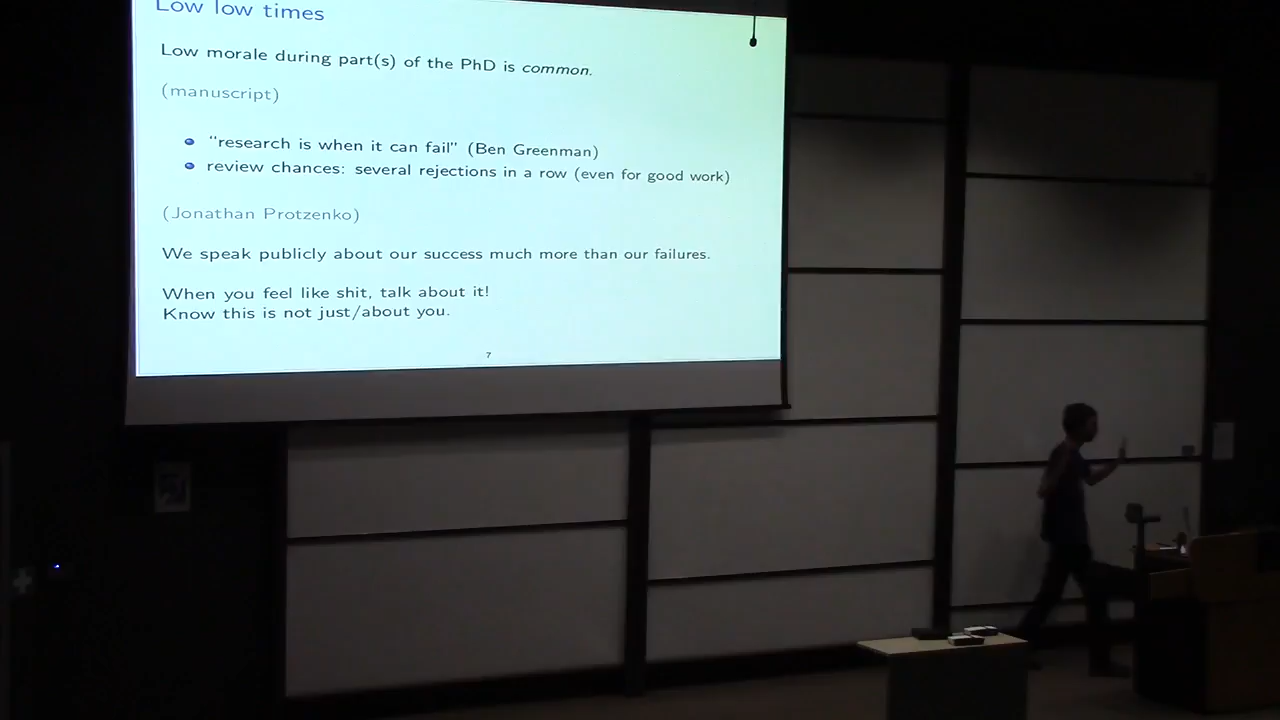 Low low times
Low morale during part(s) of the PhD is common.
(manuscript)
"research is when it can fail" (Ben Greenman)
review chances: several rejections in a row (even for good work)
(Jonathan Protzenko)
We speak publicly about our success much more than our failures.
When you feel like shit, talk about it!
Know this is not just/about you.
7